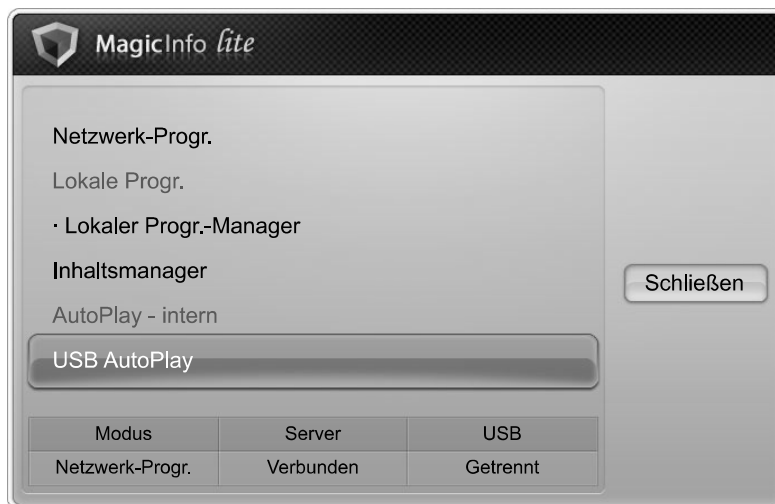 MagicInfo lite
Netzwerk-Progr.
Lokale Progr.
· Lokaler Progr.-Manager
Inhaltsmanager
AutoPlay - intern
USB AutoPlay
Schließen
Modus Server USB
Netzwerk-Progr. Verbunden Getrennt